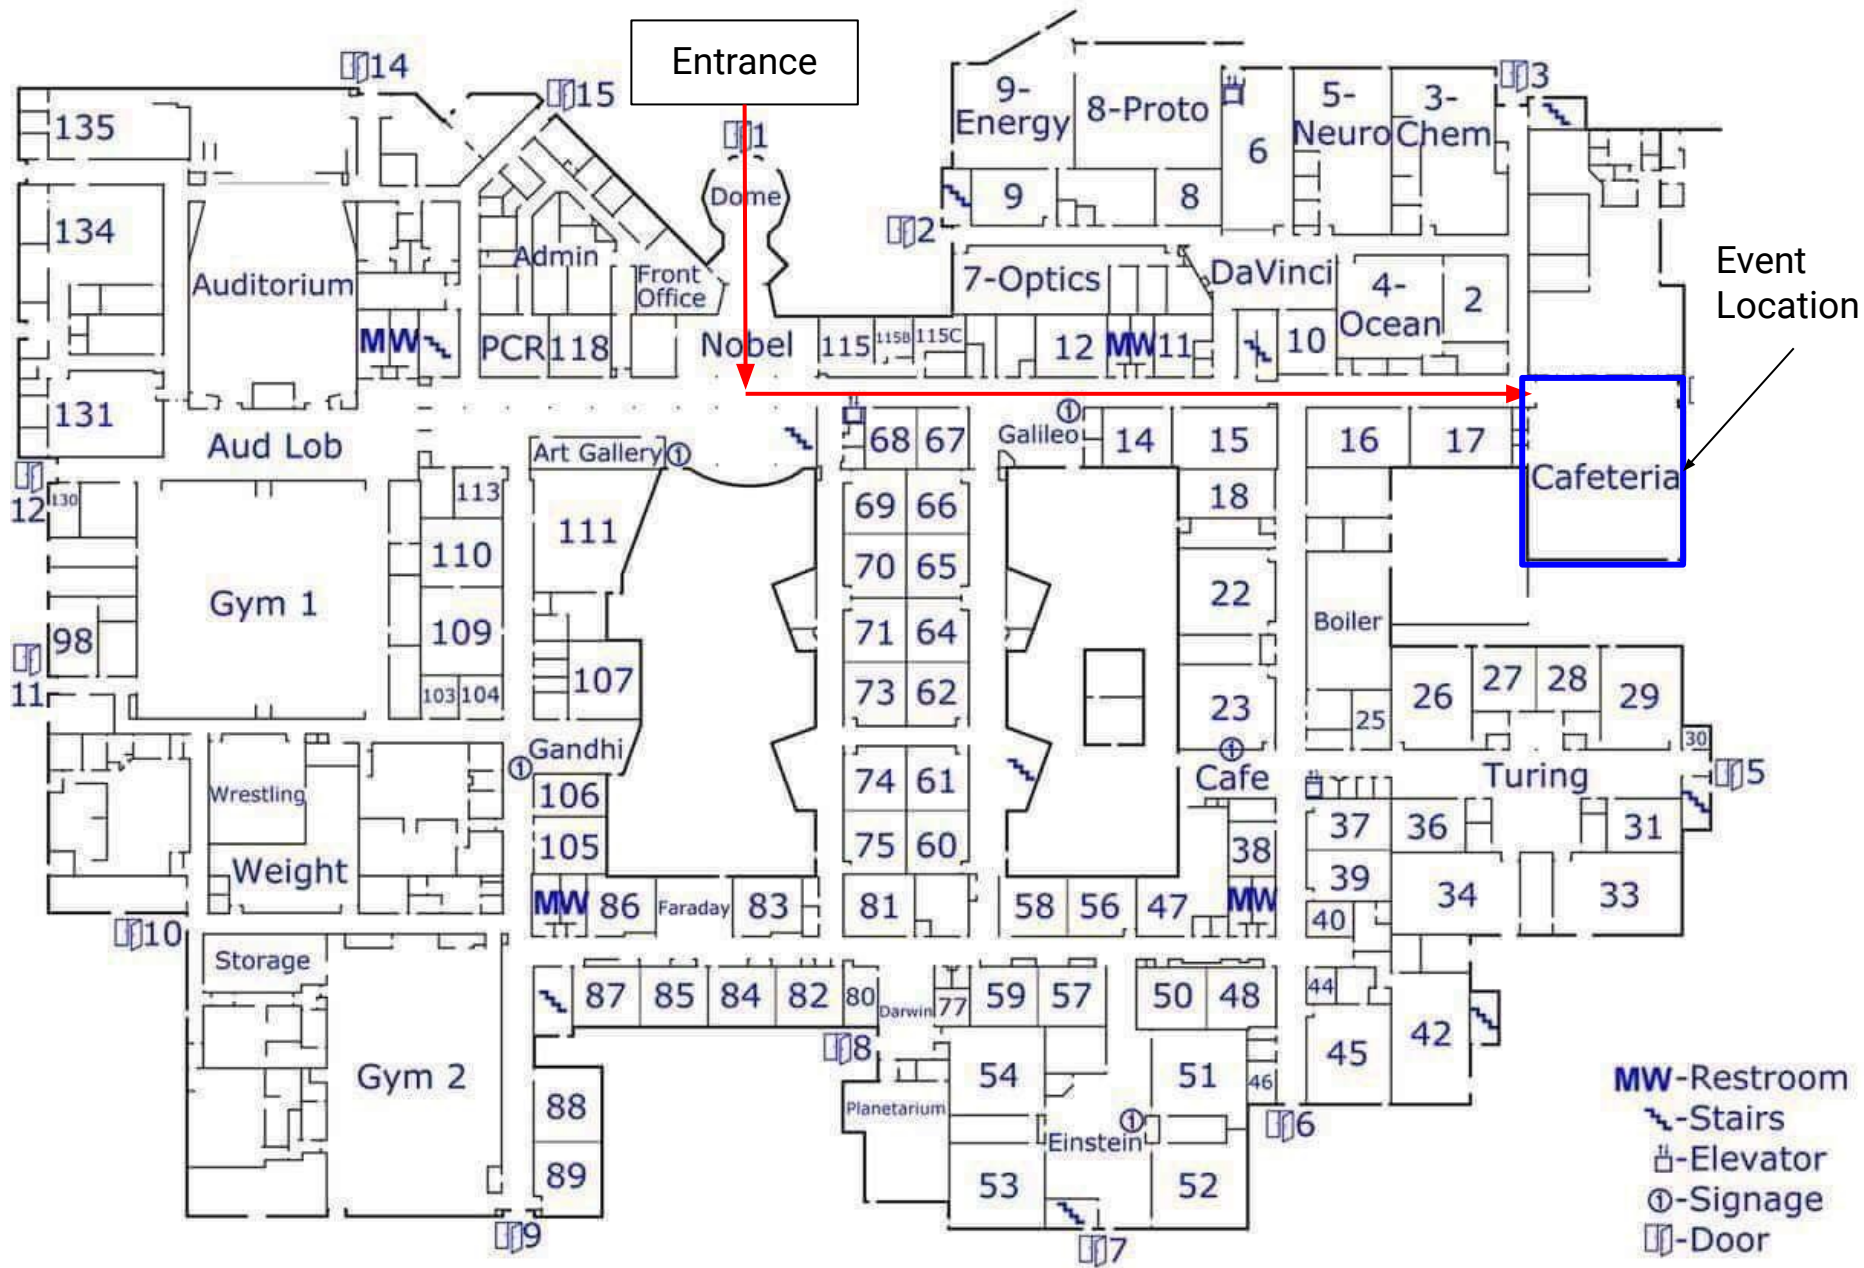 Entrance
14
15
1
3
135
9-
Energy
8-Proto
5-
Neuro
3-
Chem
6
Dome
9
8
2
134
Auditorium
Admin
Front
Office
7-Optics
DaVinci
4-
Ocean
2
Event
Location
MW
PCR
118
Nobel
115
115B
115C
12
MW
11
10
131
Aud Lob
Art Gallery
1
68
67
Galileo
1
14
15
16
17
Cafeteria
12
130
113
111
69
66
18
110
70
65
22
Gym 1
109
71
64
Boiler
98
11
103
104
107
73
62
23
25
26
27
28
29
30
Gandhi
1
Wrestling
106
74
61
1
Cafe
Turing
5
105
75
60
38
37
36
31
Weight
39
34
33
MW
86
Faraday
83
81
58
56
47
MW
40
10
Storage
87
85
84
82
80
Darwin
77
59
57
50
48
44
42
8
Gym 2
54
51
46
45
88
Planetarium
1
Einstein
6
89
53
52
9
7
MW-Restroom
-Stairs
-Elevator
1-Signage
-Door